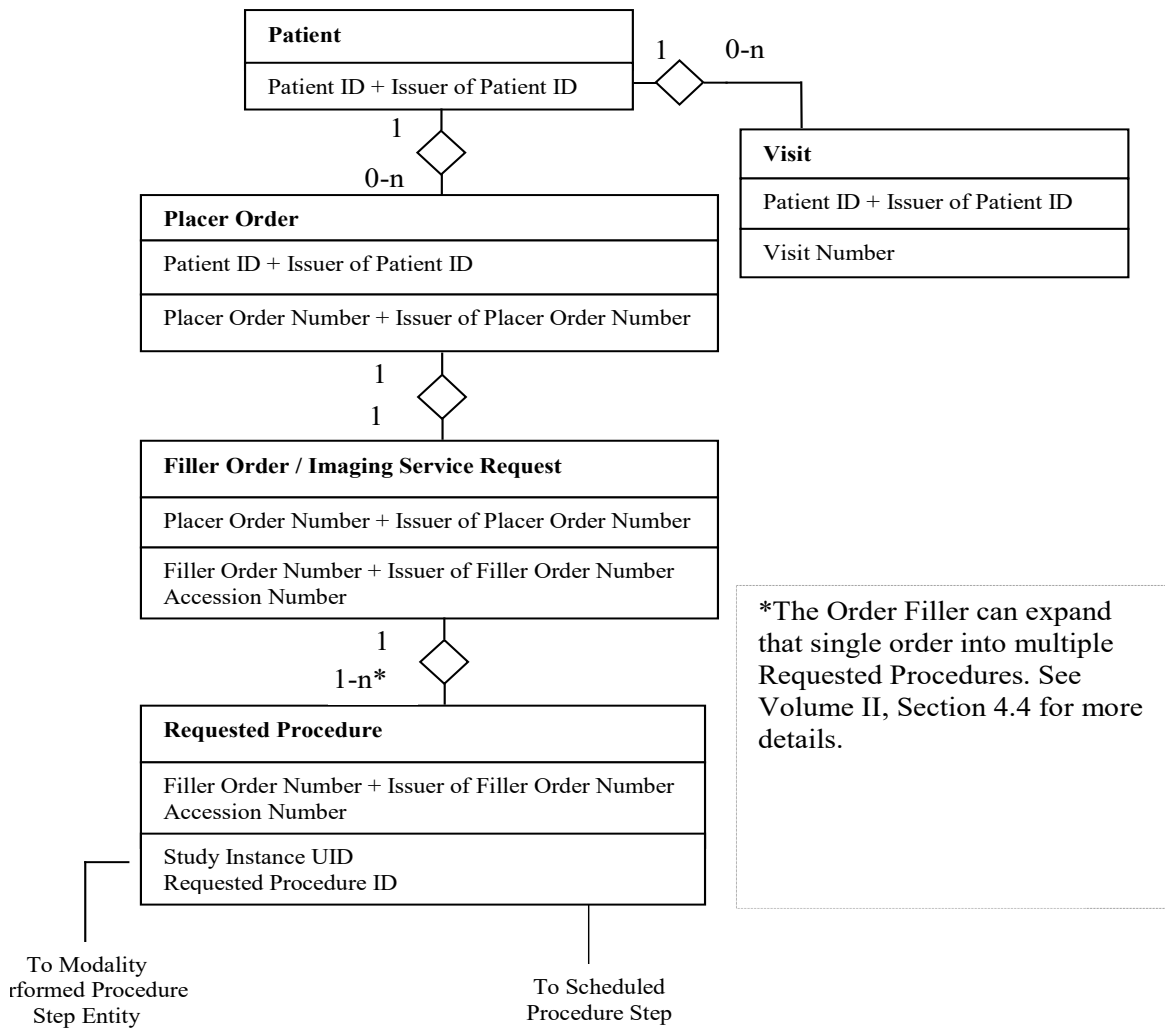 Patient
Patient ID + Issuer of Patient ID
1
0-n
1
0-n
Visit
Patient ID + Issuer of Patient ID
Visit Number
Placer Order
Patient ID + Issuer of Patient ID
Placer Order Number + Issuer of Placer Order Number
1
1
Filler Order / Imaging Service Request
Placer Order Number + Issuer of Placer Order Number
Filler Order Number + Issuer of Filler Order Number
Accession Number
1
1-n*
*The Order Filler can expand
that single order into multiple
Requested Procedures. See
Volume II, Section 4.4 for more
details.
Requested Procedure
Filler Order Number + Issuer of Filler Order Number
Accession Number
Study Instance UID
Requested Procedure ID
To Modality
rformed Procedure
Step Entity
To Scheduled
Procedure Step